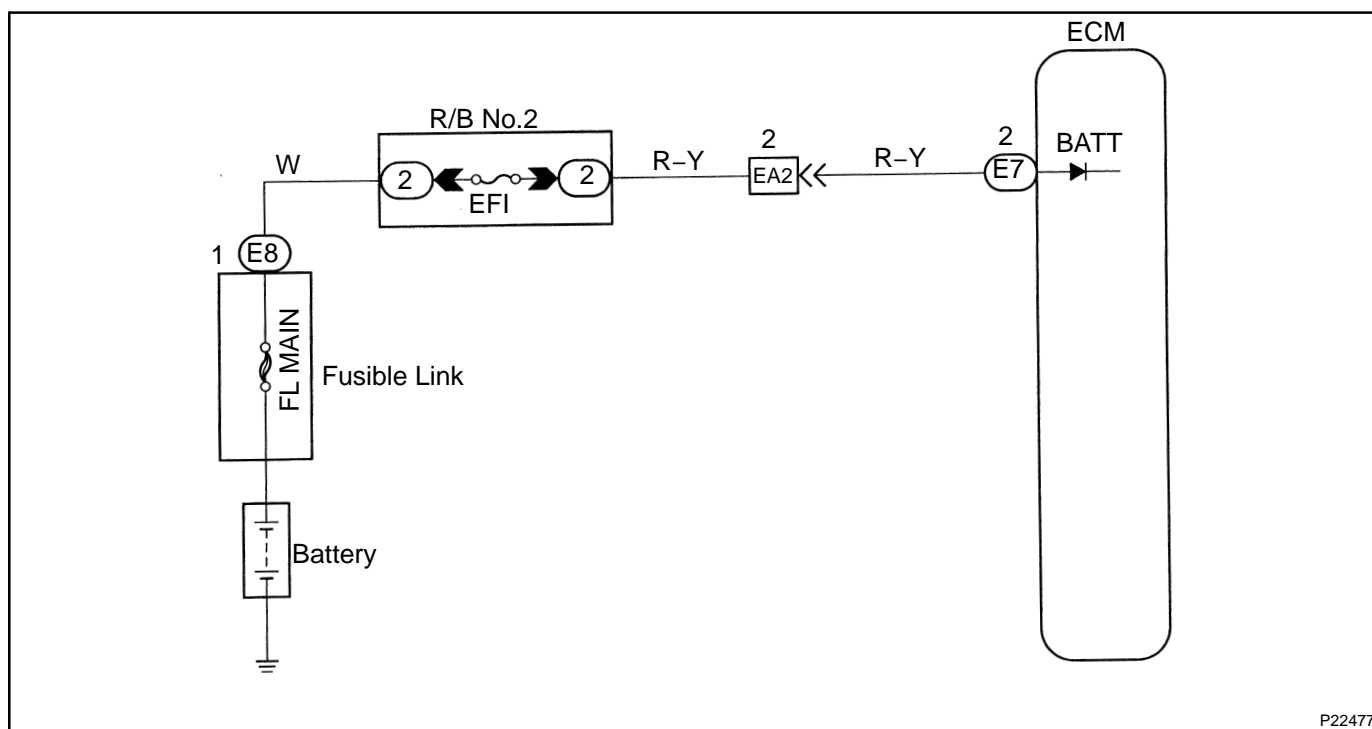 ECM
R/B No.2
2
2
BATT
W
R–Y
R–Y
2
2
EA2
E7
EFI
1
E8
FL MAIN
Fusible Link
Battery
P22477